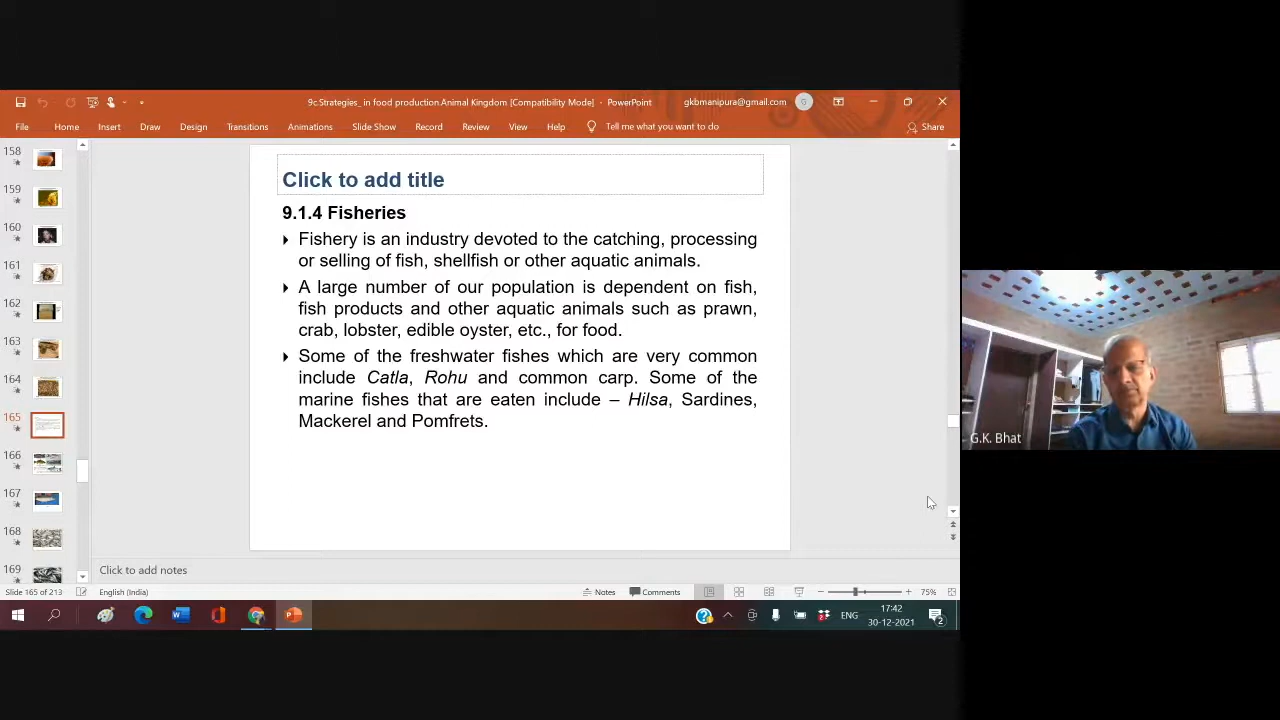 9c.Strategies_ in food production.Animal Kingdom [Compatibility Mode] - PowerPoint
gkbmanipura@gmail.com
G
File Home Insert Draw Design Transitions Animations Slide Show Record Review View Help Tell me what you want to do
Share
158
159
160
161
162
163
164
165
166
167
168
169
Click to add title
9.1.4 Fisheries
Fishery is an industry devoted to the catching, processing
or selling of fish, shellfish or other aquatic animals.
A large number of our population is dependent on fish,
fish products and other aquatic animals such as prawn,
crab, lobster, edible oyster, etc., for food.
Some of the freshwater fishes which are very common
include Catla, Rohu and common carp. Some of the
marine fishes that are eaten include – Hilsa, Sardines,
Mackerel and Pomfrets.
G.K. Bhat
Click to add notes
Slide 165 of 213 English (India) Notes Comments 75%
ENG
17:42
30-12-2021
2